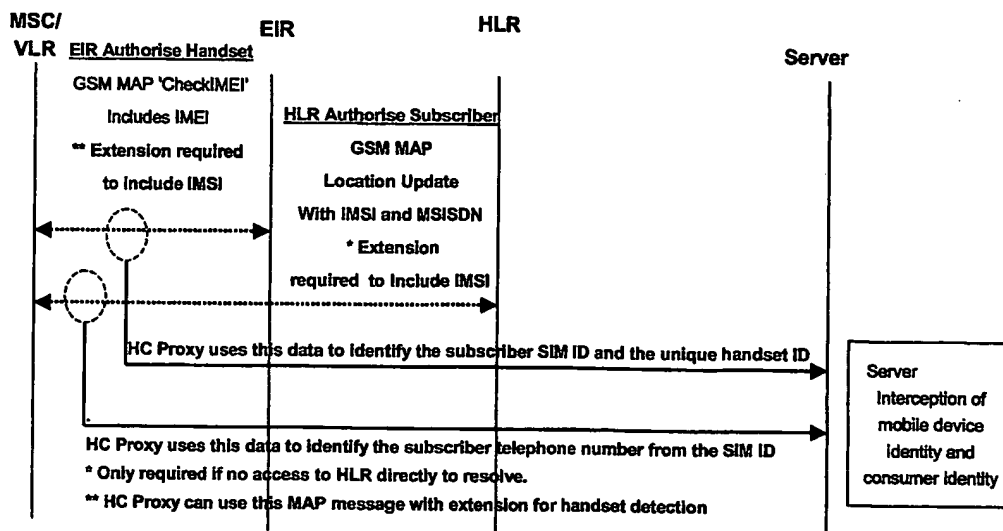 MSC/
VLR
EIR
HLR
Server
EIR Authorise Handset
GSM MAP 'CheckIMEI'
Includes IMEI
** Extension required
to include IMSI
HLR Authorise Subscriber
GSM MAP
Location Update
With IMSI and MSISDN
* Extension
required to Include IMSI
HC Proxy uses this data to identify the subscriber SIM ID and the unique handset ID
HC Proxy uses this data to identify the subscriber telephone number from the SIM ID
* Only required if no access to HLR directly to resolve.
** HC Proxy can use this MAP message with extension for handset detection
Server
Interception of
mobile device
identity and
consumer identity